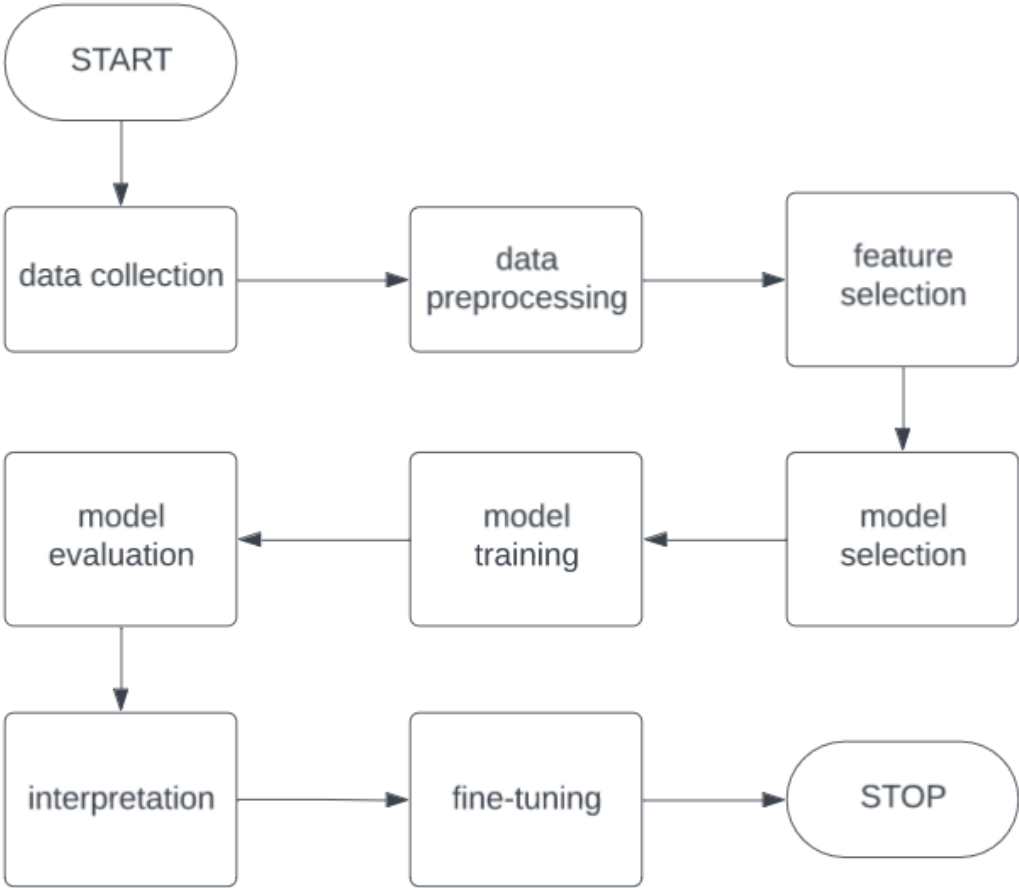 START
data collection
data
preprocessing
feature
selection
model
selection
model
training
model
evaluation
interpretation
fine-tuning
STOP